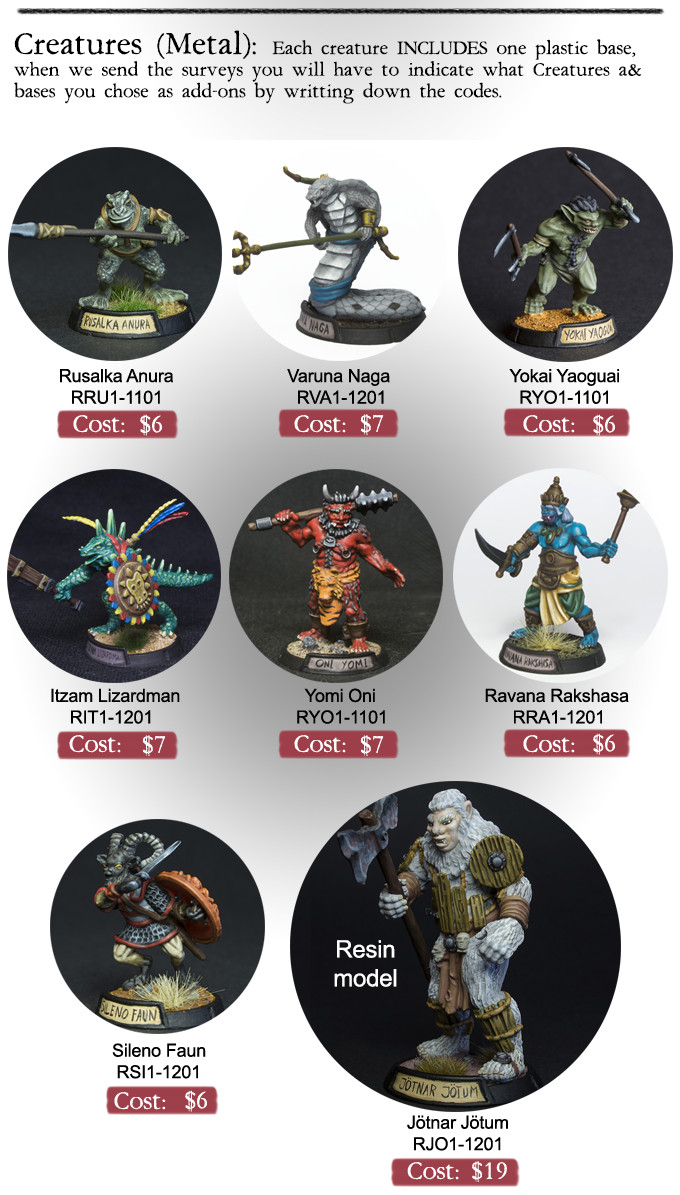 Creatures (Metal): Each creature INCLUDES one plastic base,
when we send the surveys you will have to indicate what Creatures a&
bases you chose as add-ons by writting down the codes.
RUSALKA ANURA
NAGA
YOKAI YAOGUAI
Rusalka Anura
RRU1-1101
Cost: $6
Varuna Naga
RVA1-1201
Cost: $7
Yokai Yaoguai
RYO1-1101
Cost: $6
ONI YOMI
RAVANA RAKSHASA
Itzam Lizardman
RIT1-1201
Cost: $7
Yomi Oni
RYO1-1101
Cost: $7
Ravana Rakshasa
RRA1-1201
Cost: $6
SILENO FAUN
Sileno Faun
RSI1-1201
Cost: $6
Resin
model
JÖTNAR JÖTUM
Jötnar Jötum
RJO1-1201
Cost: $19